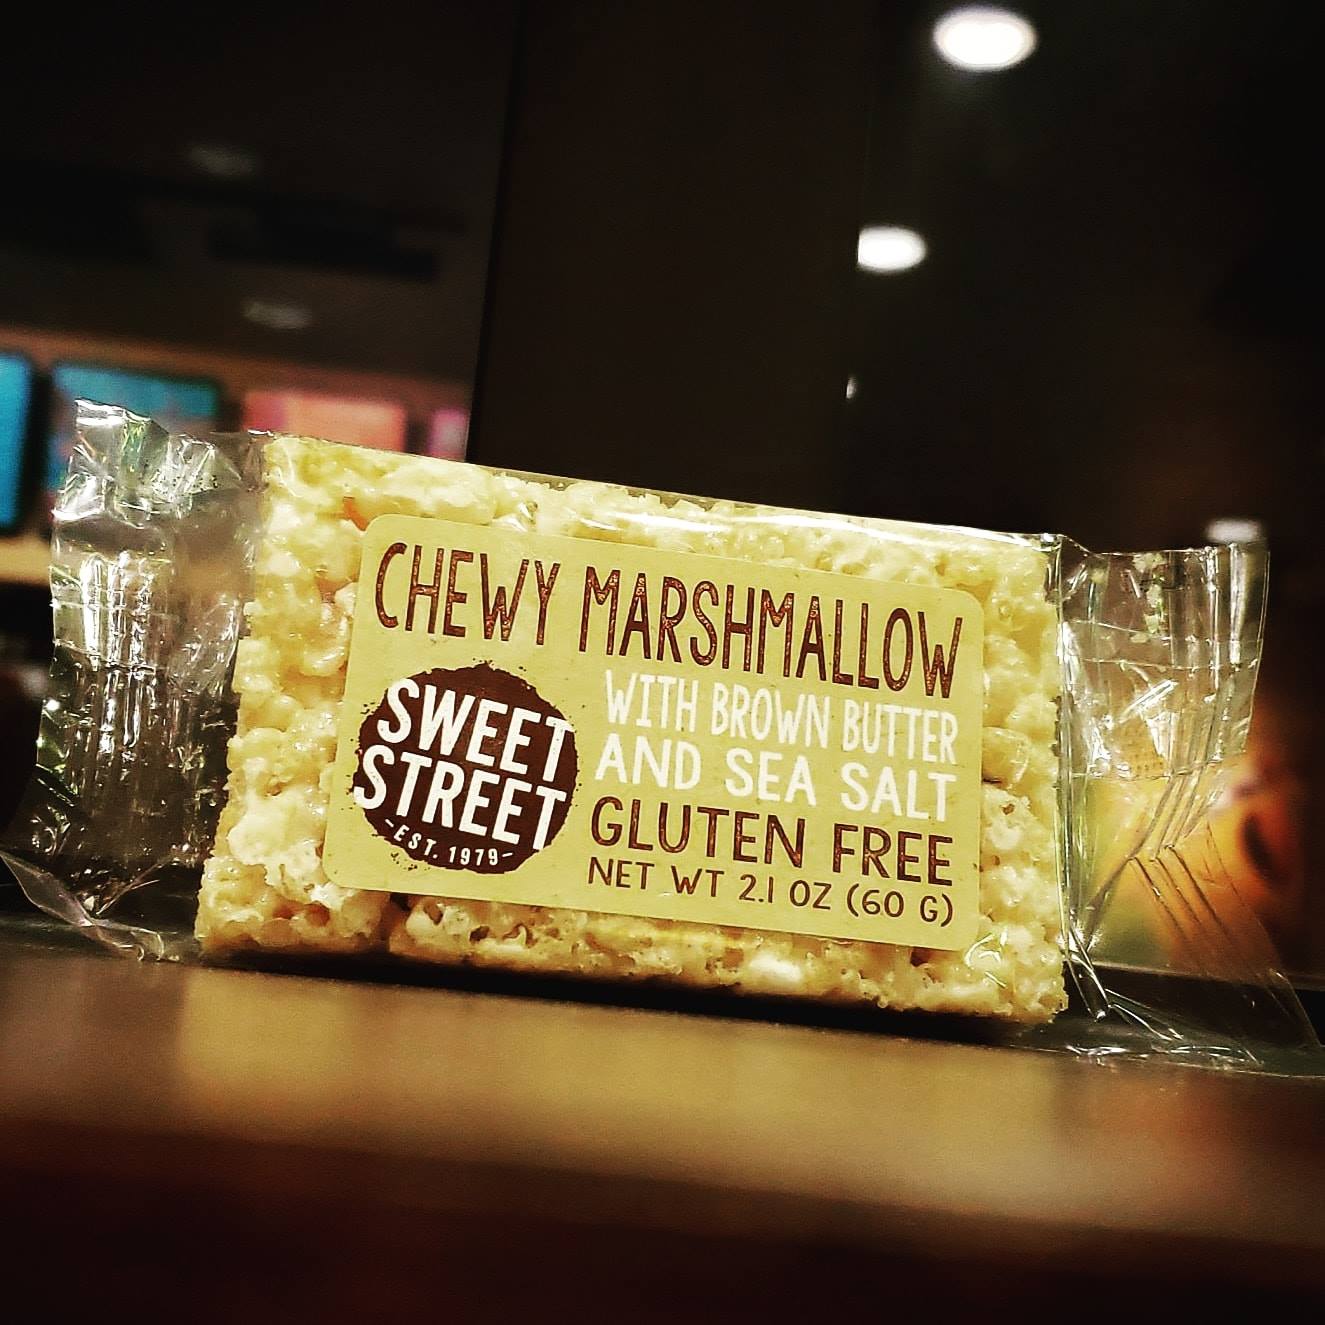 CHEWY MARSHMALLOW
SWEET
STREET
-EST. 1979-
WITH BROWN BUTTER
AND SEA SALT
GLUTEN FREE
NET WT 2.1 OZ (60 G)